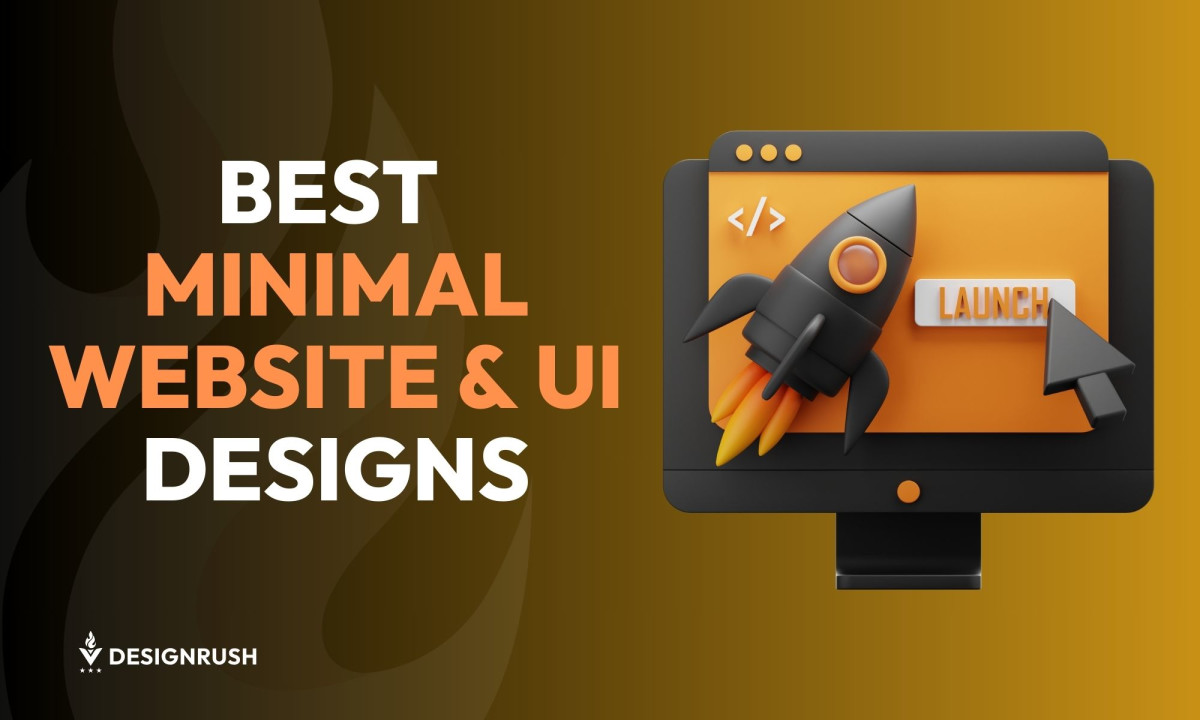 BEST
MINIMAL
WEBSITE & UI
DESIGNS
</>
LAUNCH
DESIGNRUSH